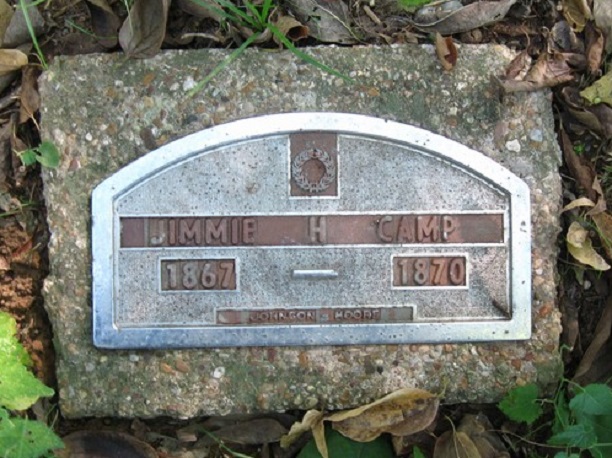 JIMMIE H CAMP
1867 — 1870
JOHNSON - MOORE